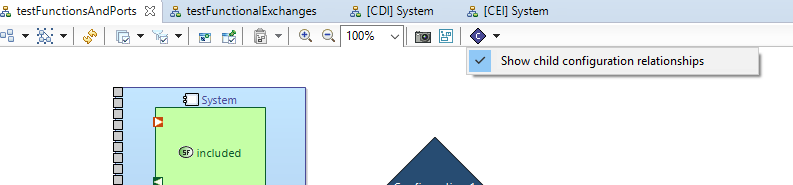 testFunctionsAndPorts testFunctionalExchanges [CDI] System [CEI] System
100% C
Show child configuration relationships
System
SF included